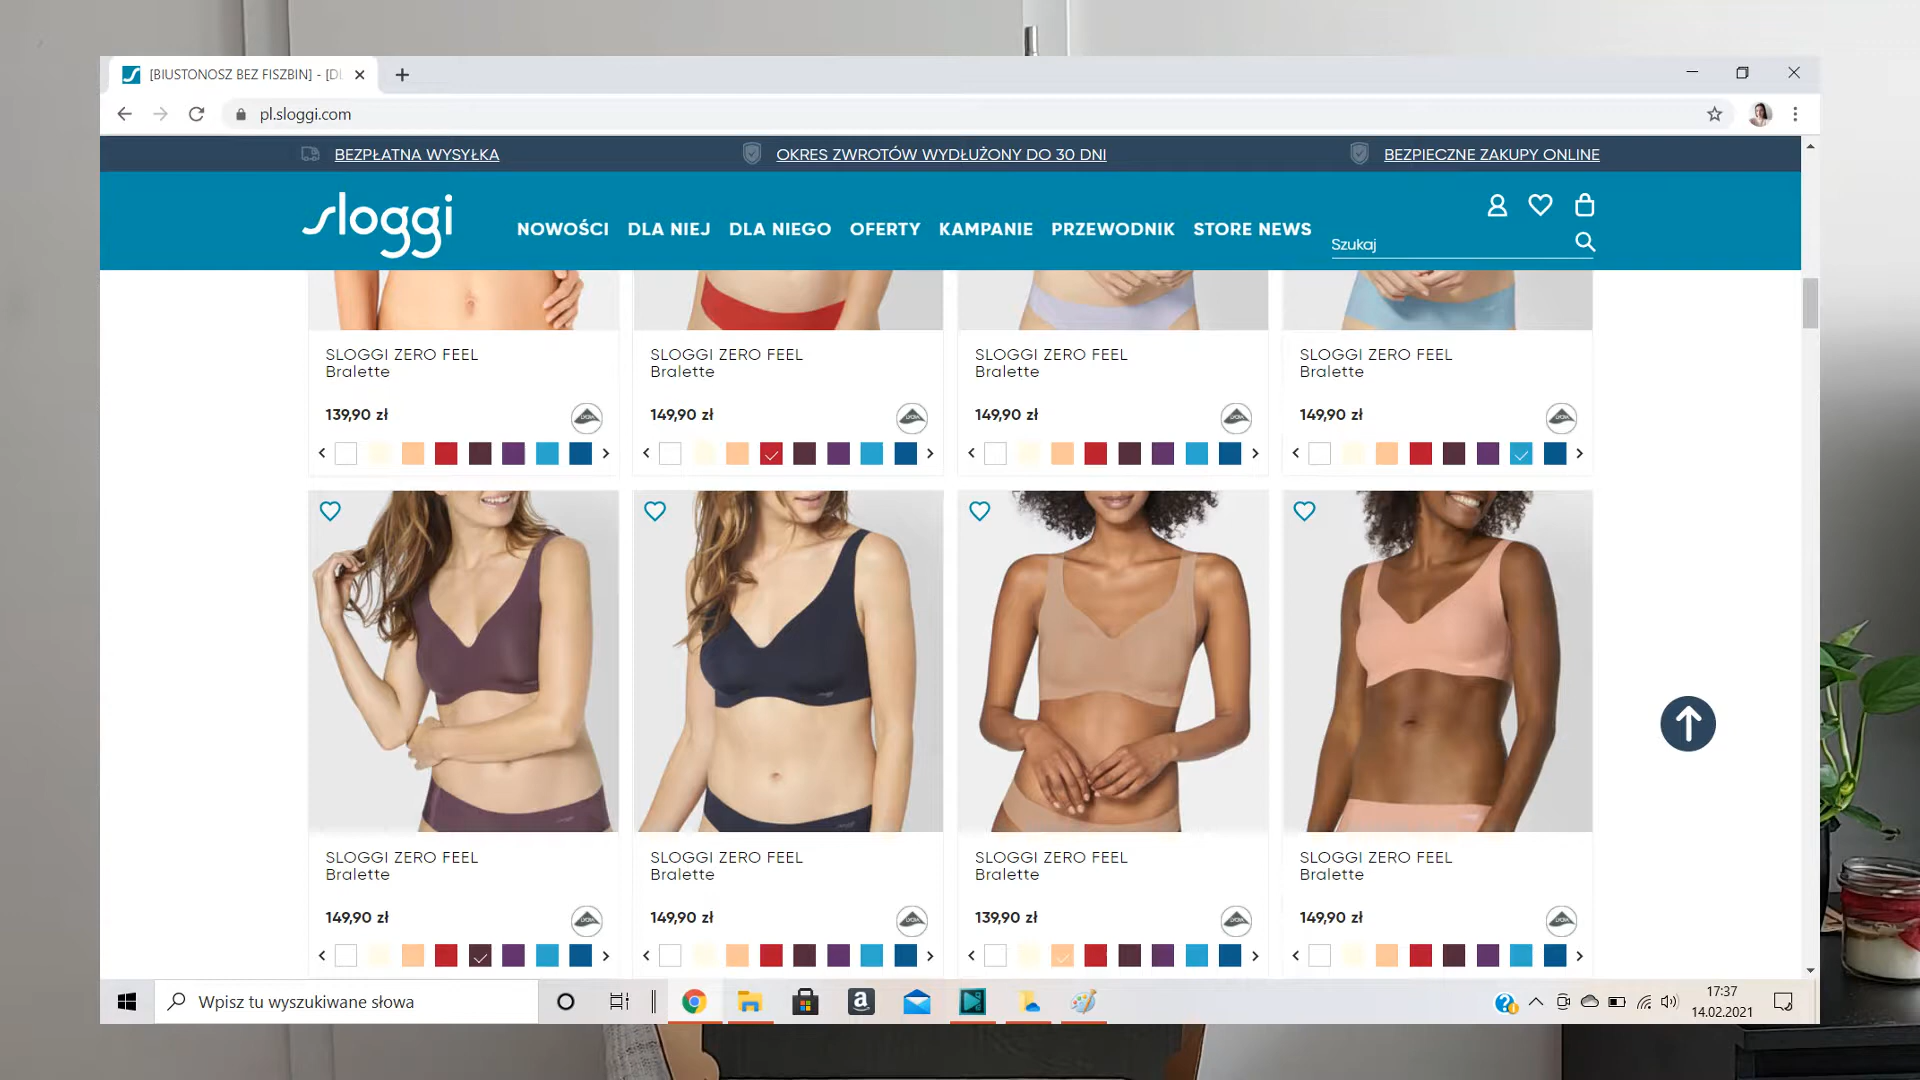 [BIUSTONOSZ BEZ FISZBIN] - [DL
pl.sloggi.com
BEZPŁATNA WYSYŁKA
OKRES ZWROTÓW WYDŁUŻONY DO 30 DNI
BEZPIECZNE ZAKUPY ONLINE
sloggi
NOWOŚCI DLA NIEJ DLA NIEGO OFERTY KAMPANIE PRZEWODNIK STORE NEWS
Szukaj
SLOGGI ZERO FEEL
Bralette
139,90 zł
SLOGGI ZERO FEEL
Bralette
149,90 zł
SLOGGI ZERO FEEL
Bralette
149,90 zł
SLOGGI ZERO FEEL
Bralette
149,90 zł
SLOGGI ZERO FEEL
Bralette
149,90 zł
SLOGGI ZERO FEEL
Bralette
149,90 zł
SLOGGI ZERO FEEL
Bralette
139,90 zł
SLOGGI ZERO FEEL
Bralette
149,90 zł
Wpisz tu wyszukiwane słowa
17:37
14.02.2021